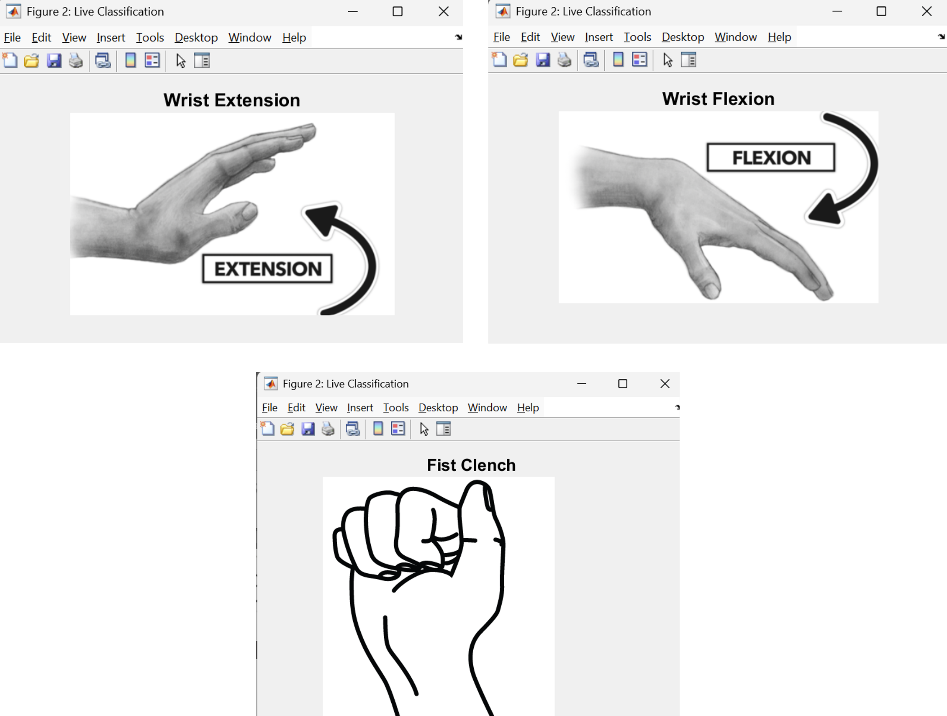 Figure 2: Live Classification
File Edit View Insert Tools Desktop Window Help
Wrist Extension
EXTENSION
Figure 2: Live Classification
File Edit View Insert Tools Desktop Window Help
Wrist Flexion
FLEXION
Figure 2: Live Classification
File Edit View Insert Tools Desktop Window Help
Fist Clench